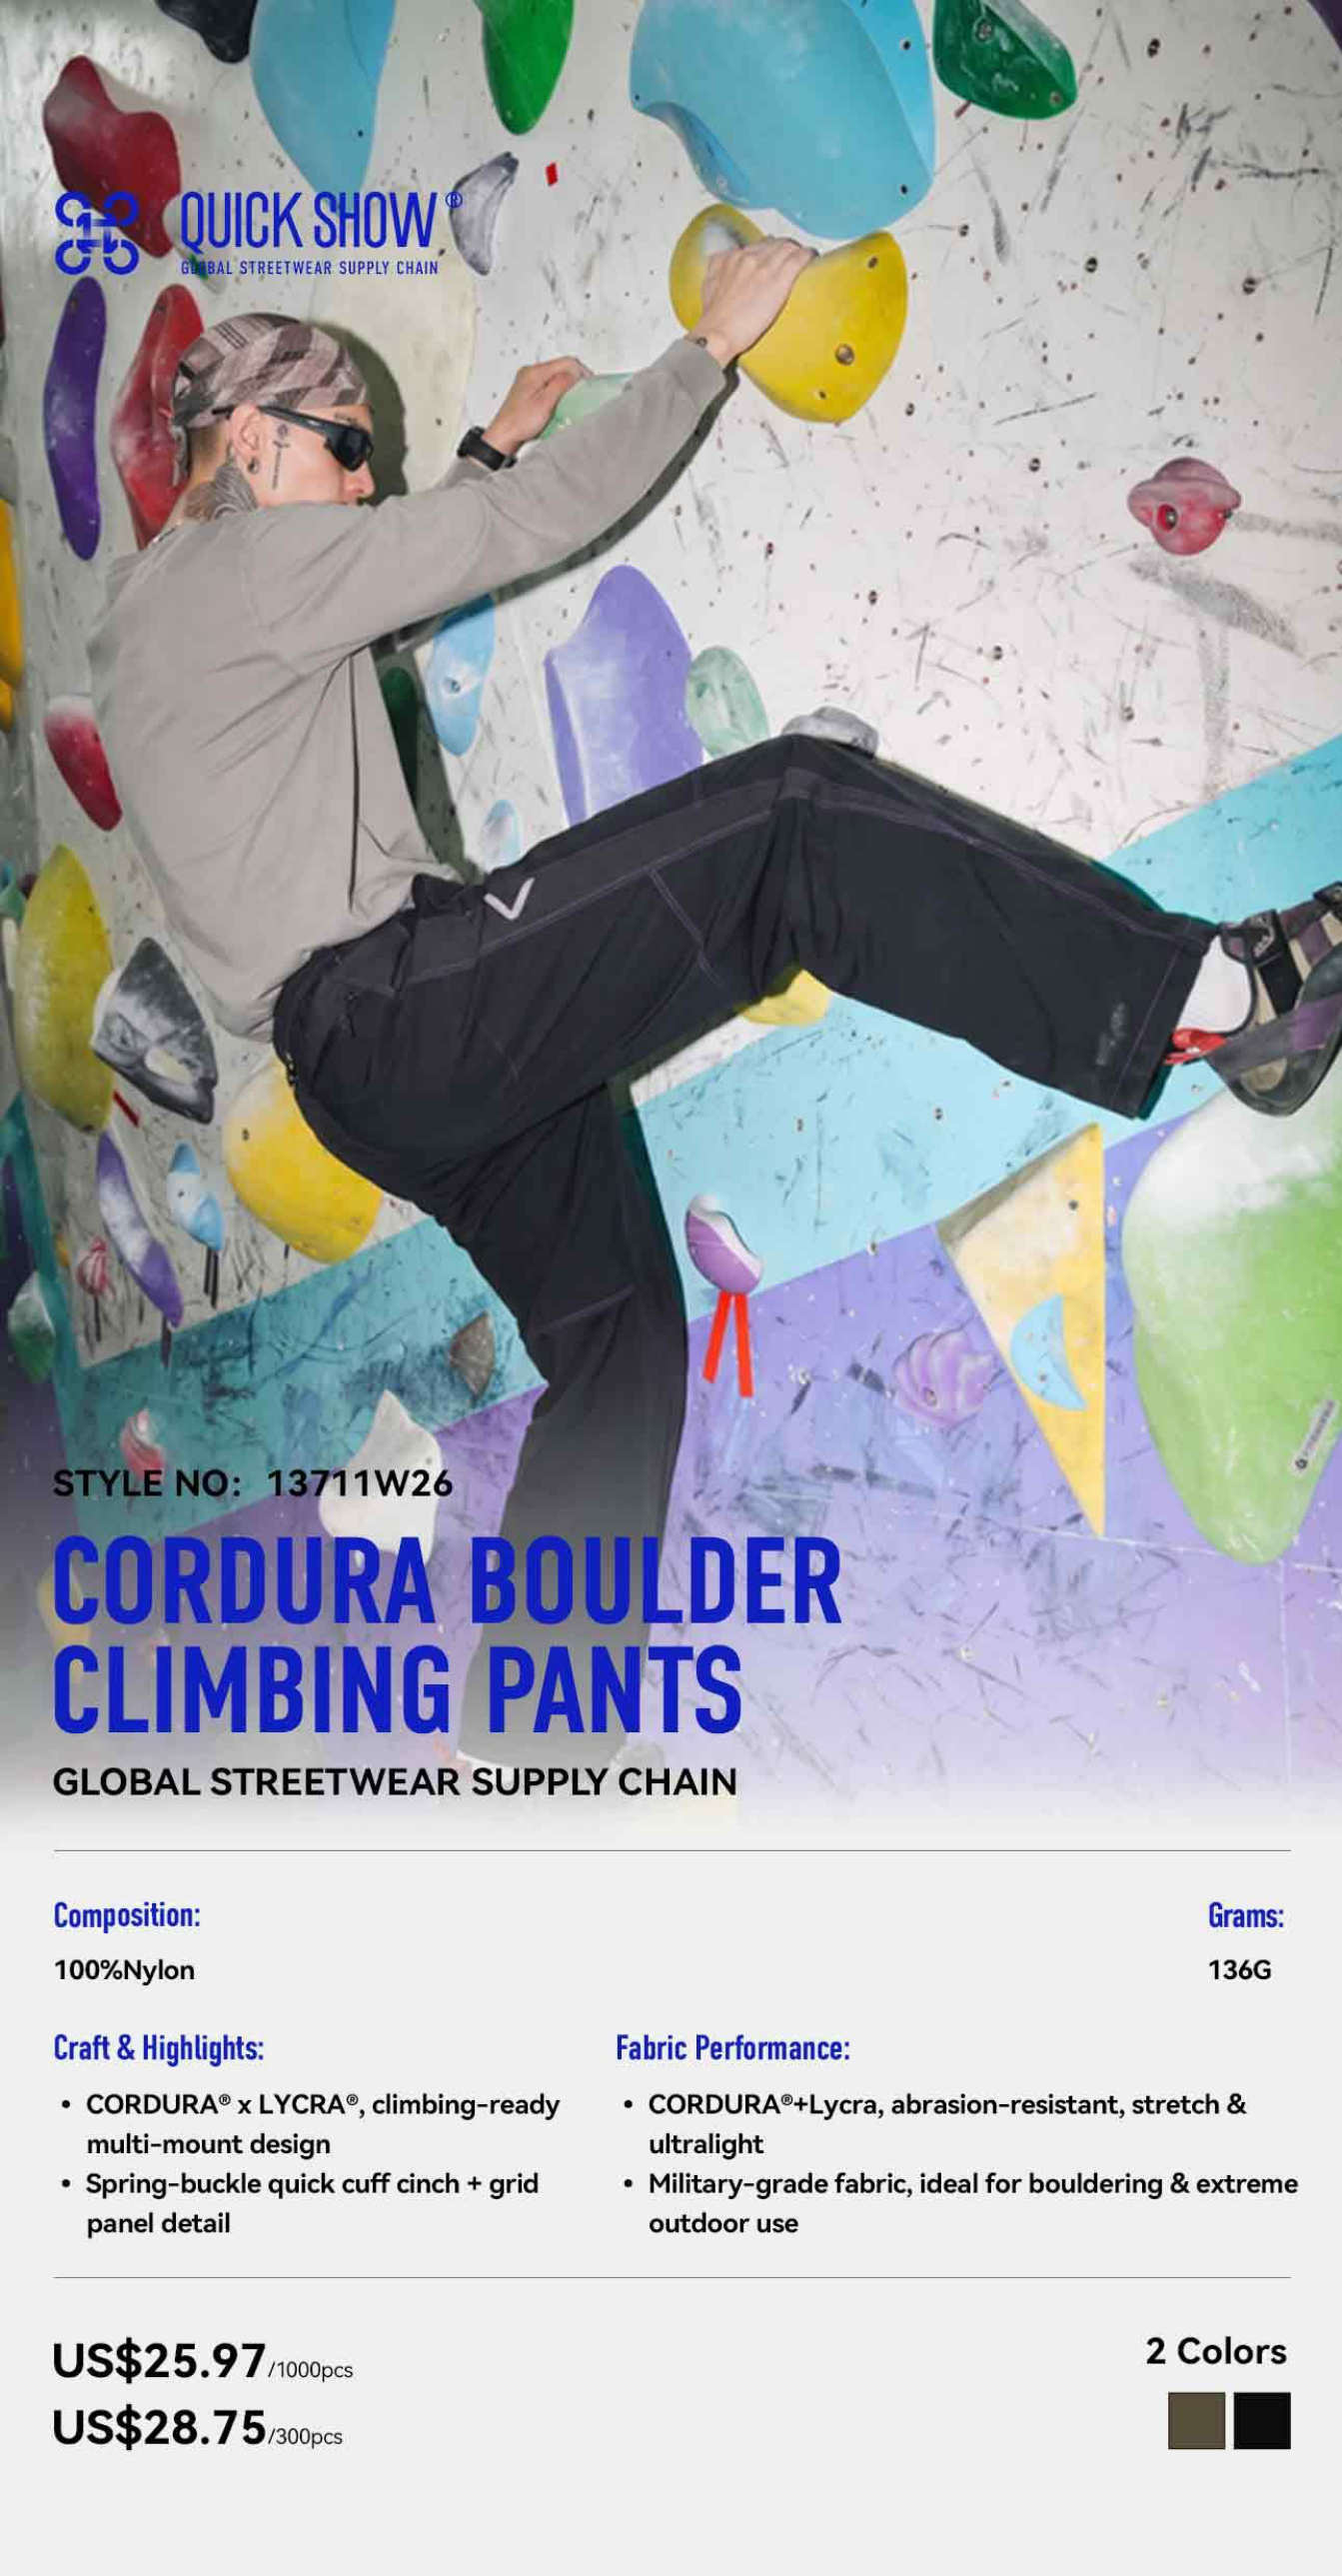 QUICK SHOW®
GLOBAL STREETWEAR SUPPLY CHAIN
STYLE NO: 13711W26
CORDURA BOULDER
CLIMBING PANTS
GLOBAL STREETWEAR SUPPLY CHAIN
Composition:
100%Nylon
Grams:
136G
Craft & Highlights:
• CORDURA® x LYCRA®, climbing-ready
multi-mount design
• Spring-buckle quick cuff cinch + grid
panel detail
Fabric Performance:
• CORDURA®+Lycra, abrasion-resistant, stretch &
ultralight
• Military-grade fabric, ideal for bouldering & extreme
outdoor use
US$25.97/1000pcs
US$28.75/300pcs
2 Colors